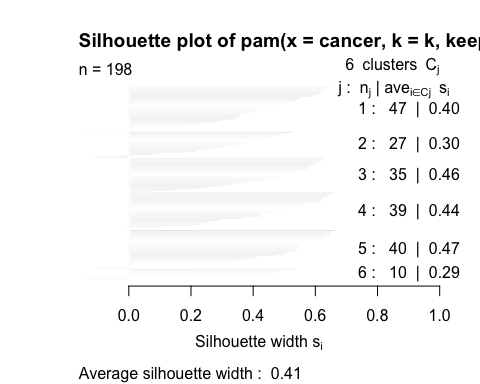 Silhouette plot of pam(x = cancer, k = k, keep
n = 198
6 clusters Cj
j : nj | avei∈Cj si
1 : 47 | 0.40
2 : 27 | 0.30
3 : 35 | 0.46
4 : 39 | 0.44
5 : 40 | 0.47
6 : 10 | 0.29
0.0 0.2 0.4 0.6 0.8 1.0
Silhouette width si
Average silhouette width : 0.41